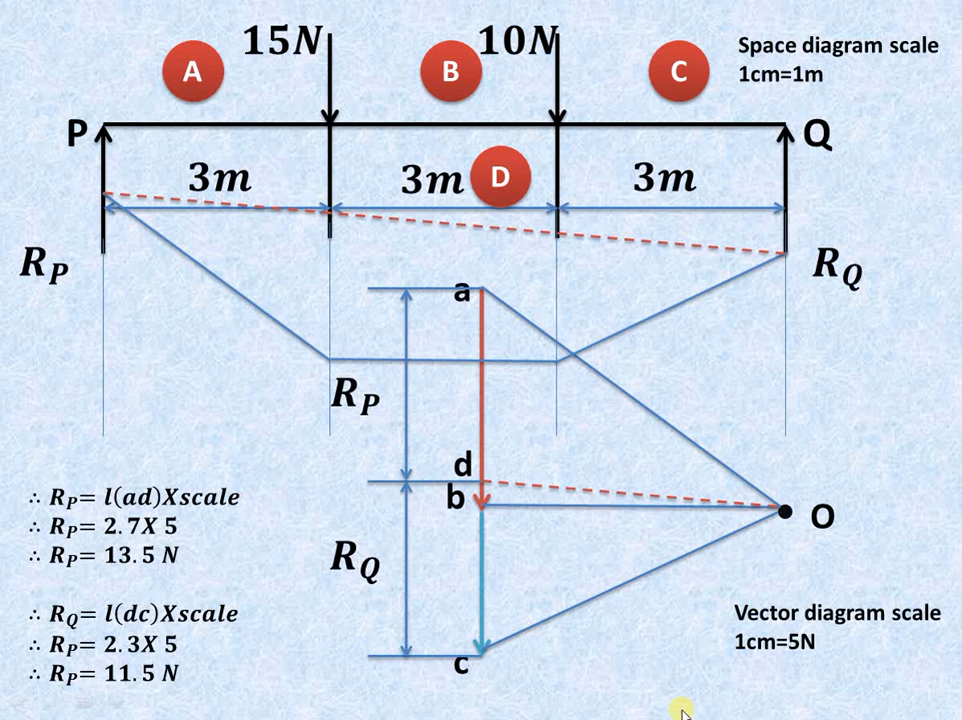 15N
10N
A
B
C
Space diagram scale
1cm=1m
P
Q
3m
3m
D
3m
R_P
R_Q
a
R_P
d
b
O
R_Q
c
∴ R_P= l(ad)Xscale
∴ R_P= 2.7X 5
∴ R_P= 13.5 N
∴ R_Q= l(dc)Xscale
∴ R_P= 2.3X 5
∴ R_P= 11.5 N
Vector diagram scale
1cm=5N